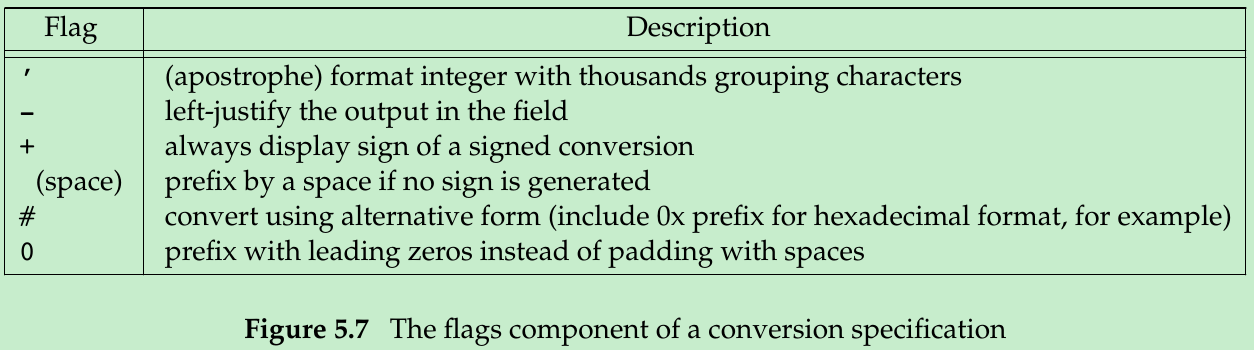 Flag Description
’ (apostrophe) format integer with thousands grouping characters
– left-justify the output in the field
+ always display sign of a signed conversion
(space) prefix by a space if no sign is generated
# convert using alternative form (include 0x prefix for hexadecimal format, for example)
0 prefix with leading zeros instead of padding with spaces
Figure 5.7 The flags component of a conversion specification